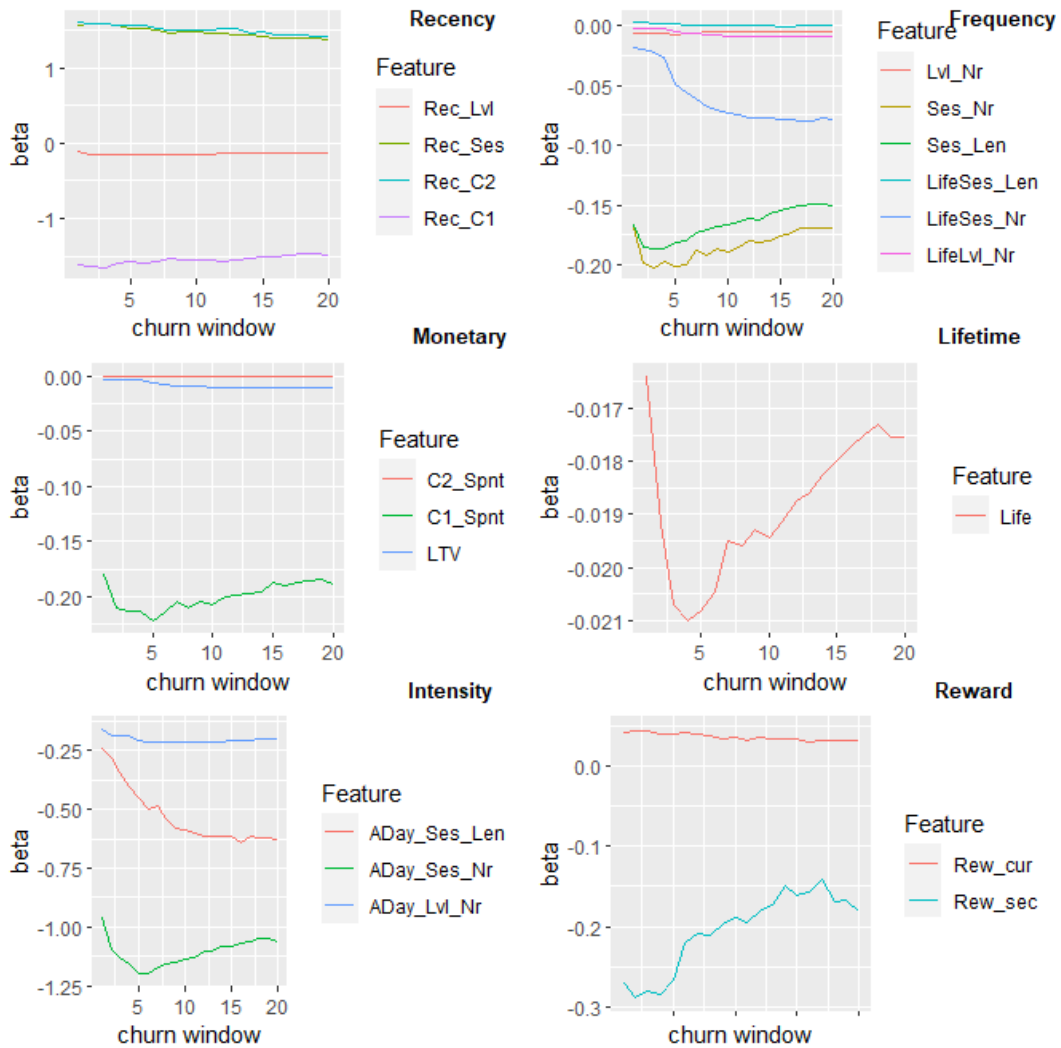 Recency
1
0
-1
beta
5
10
15
20
churn window
Feature
Rec_Lvl
Rec_Ses
Rec_C2
Rec_C1
Frequency
0.00
-0.05
-0.10
-0.15
-0.20
beta
5
10
15
20
churn window
Feature
Lvl_Nr
Ses_Nr
Ses_Len
LifeSes_Len
LifeSes_Nr
LifeLvl_Nr
Monetary
0.00
-0.05
-0.10
-0.15
-0.20
beta
5
10
15
20
churn window
Feature
C2_Spnt
C1_Spnt
LTV
Lifetime
-0.017
-0.018
-0.019
-0.020
-0.021
beta
5
10
15
20
churn window
Feature
Life
Intensity
-0.25
-0.50
-0.75
-1.00
-1.25
beta
5
10
15
20
churn window
Feature
ADay_Ses_Len
ADay_Ses_Nr
ADay_Lvl_Nr
Reward
0.0
-0.1
-0.2
-0.3
beta
churn window
Feature
Rew_cur
Rew_sec